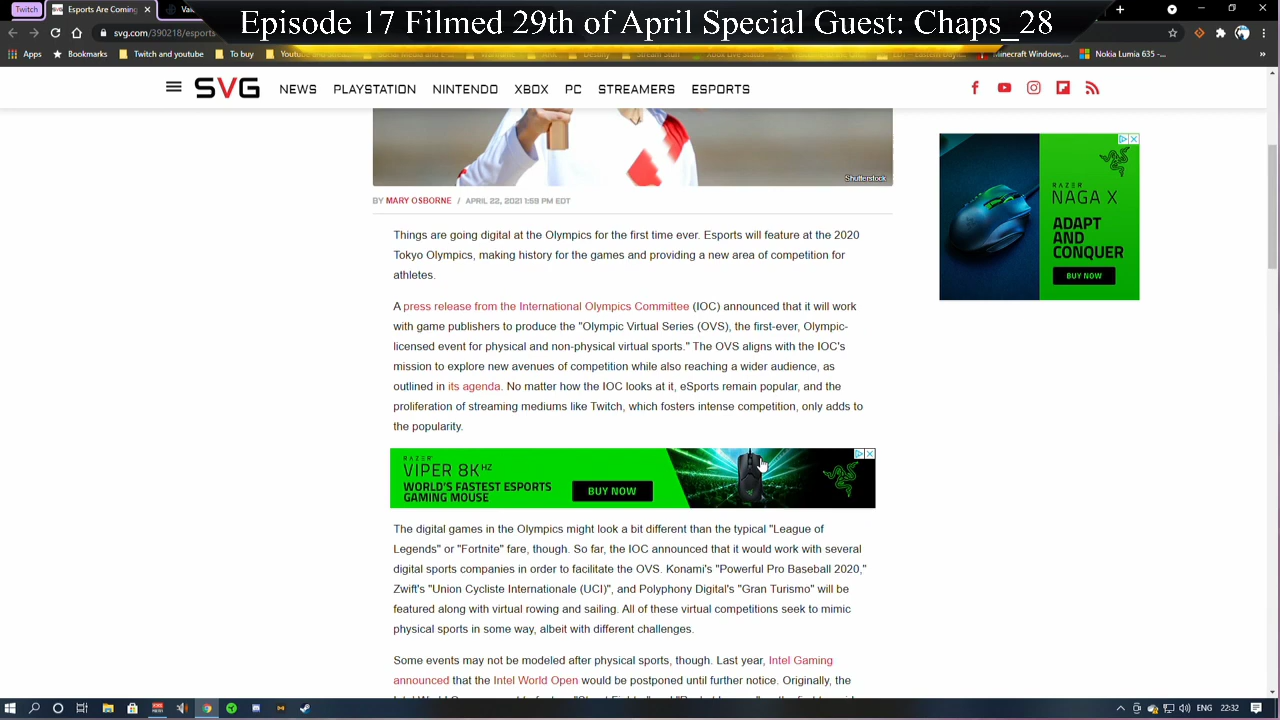 Episode 17 Filmed 29th of April Special Guest: Chaps_28
Twitch
Esports Are Coming
svg.com/390218/esports
Apps
Bookmarks
Twitch and youtube
To buy
Minecraft Windows,...
Nokia Lumia 635 -...
SVG
NEWS
PLAYSTATION
NINTENDO
XBOX
PC
STREAMERS
ESPORTS
Shutterstock
BY MARY OSBORNE / APRIL 22, 2021 1:59 PM EDT
Things are going digital at the Olympics for the first time ever. Esports will feature at the 2020
Tokyo Olympics, making history for the games and providing a new area of competition for
athletes.
A press release from the International Olympics Committee (IOC) announced that it will work
with game publishers to produce the "Olympic Virtual Series (OVS), the first-ever, Olympic-
licensed event for physical and non-physical virtual sports." The OVS aligns with the IOC's
mission to explore new avenues of competition while also reaching a wider audience, as
outlined in its agenda. No matter how the IOC looks at it, eSports remain popular, and the
proliferation of streaming mediums like Twitch, which fosters intense competition, only adds to
the popularity.
RAZER
VIPER 8K HZ
WORLD'S FASTEST ESPORTS
GAMING MOUSE
BUY NOW
The digital games in the Olympics might look a bit different than the typical "League of
Legends" or "Fortnite" fare, though. So far, the IOC announced that it would work with several
digital sports companies in order to facilitate the OVS. Konami's "Powerful Pro Baseball 2020,"
Zwift's "Union Cycliste Internationale (UCI)", and Polyphony Digital's "Gran Turismo" will be
featured along with virtual rowing and sailing. All of these virtual competitions seek to mimic
physical sports in some way, albeit with different challenges.
Some events may not be modeled after physical sports, though. Last year, Intel Gaming
announced that the Intel World Open would be postponed until further notice. Originally, the
RAZER
NAGA X
ADAPT
AND
CONQUER
BUY NOW
ENG
22:32